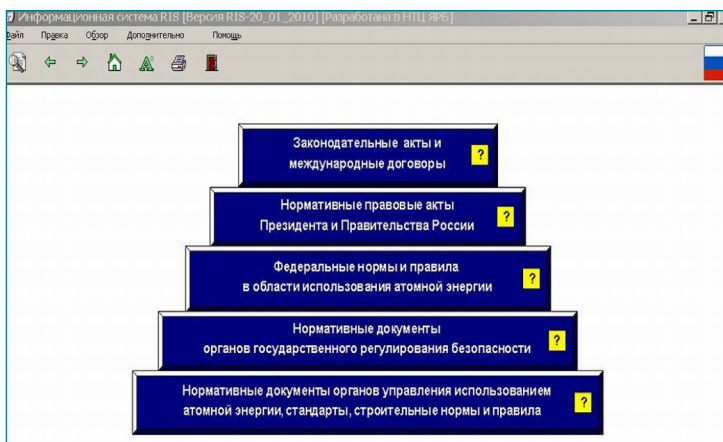 Информационная система RIS [Версия RIS-20_01_2010] [Разработана в НТЦ ЯРБ]
Файл Правка Обзор Дополнительно Помощь
Законодательные акты и
международные договоры
?
Нормативные правовые акты
Президента и Правительства России
?
Федеральные нормы и правила
в области использования атомной энергии
?
Нормативные документы
органов государственного регулирования безопасности
?
Нормативные документы органов управления использованием
атомной энергии, стандарты, строительные нормы и правила
?